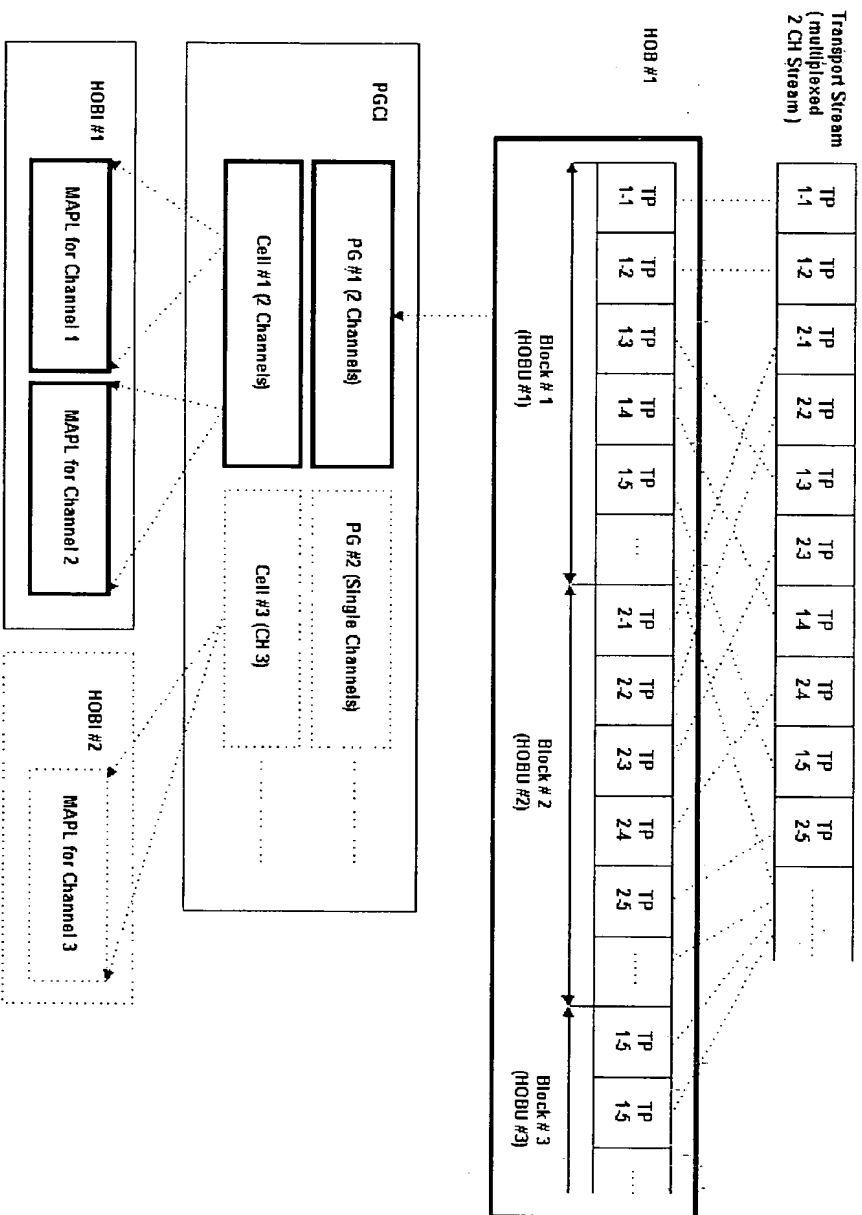 Transport Stream
( multiplexed
2 CH Stream )
TP
1-1
TP
1-2
TP
2-1
TP
2-2
TP
1-3
TP
2-3
TP
1-4
TP
2-4
TP
1-5
TP
2-5
........
HOB #1
TP
1-1
TP
1-2
TP
1-3
TP
1-4
TP
1-5
...
TP
2-1
TP
2-2
TP
2-3
TP
2-4
TP
2-5
.....
TP
1-5
TP
1-5
....
Block # 1
(HOBU #1)
Block # 2
(HOBU #2)
Block # 3
(HOBU #3)
PGCI
PG #1 (2 Channels)
PG #2 (Single Channels)
......
Cell #1 (2 Channels)
Cell #3 (CH 3)
......
HOBI #1
MAPL for Channel 1
MAPL for Channel 2
HOBI #2
MAPL for Channel 3